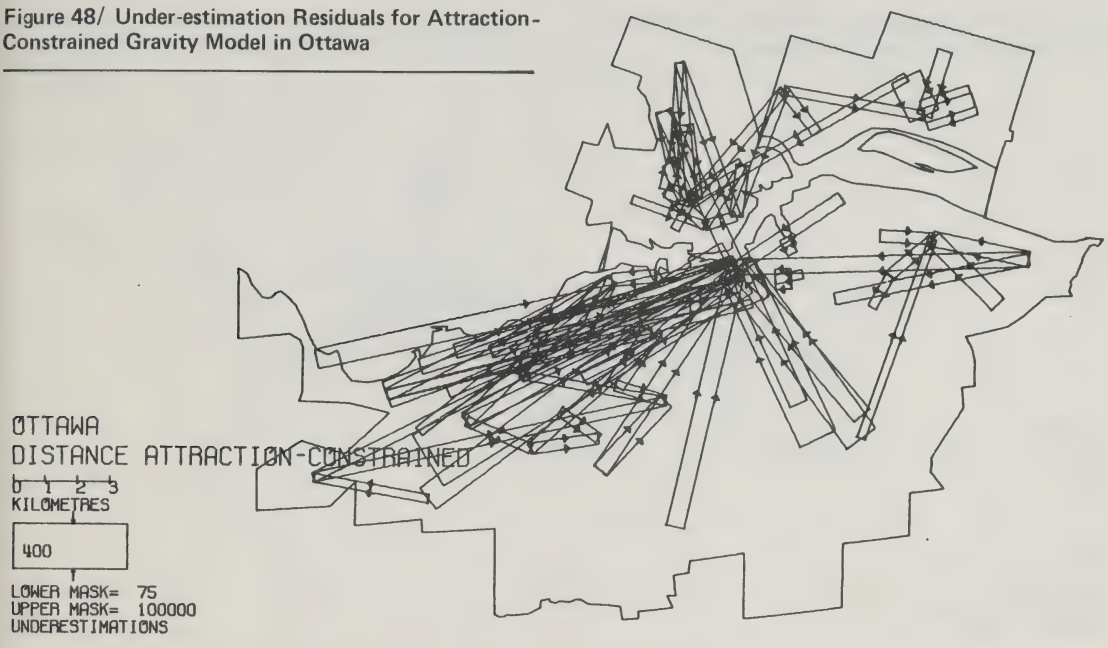 Figure 48/ Under-estimation Residuals for Attraction-
Constrained Gravity Model in Ottawa
OTTAWA
DISTANCE ATTRACTION-CONSTRAINED
0 1 2 3
KILOMETRES
400
LOWER MASK= 75
UPPER MASK= 100000
UNDERESTIMATIONS